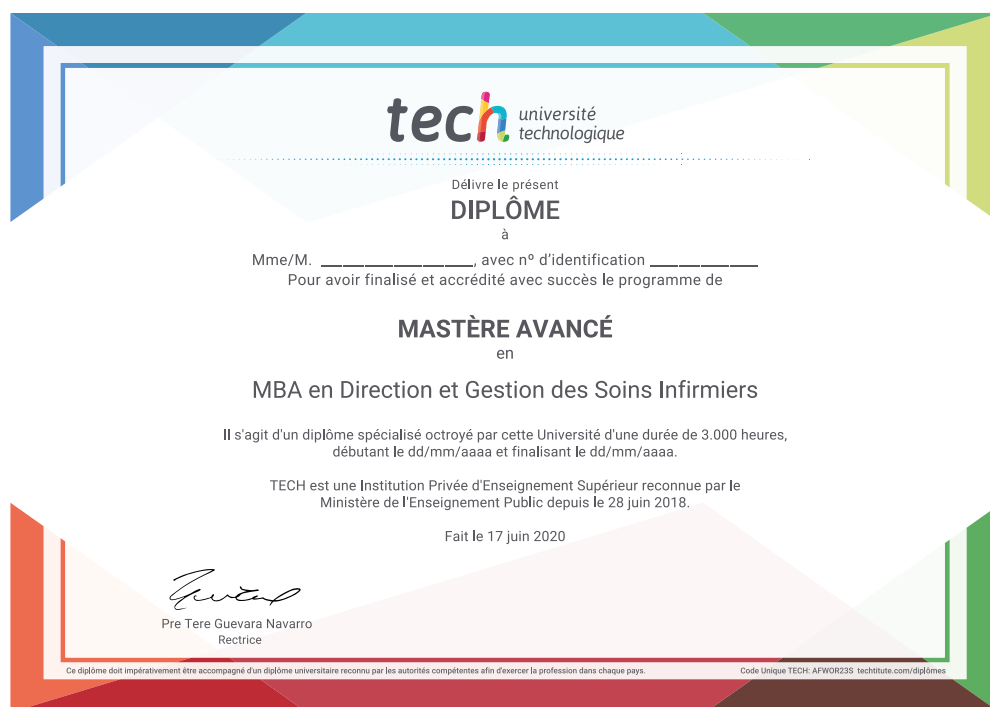 tech université
technologique
Délivre le présent
DIPLÔME
à
Mme/M. ______________, avec nº d'identification __________
Pour avoir finalisé et accrédité avec succès le programme de
MASTÈRE AVANCÉ
en
MBA en Direction et Gestion des Soins Infirmiers
Il s'agit d'un diplôme spécialisé octroyé par cette Université d'une durée de 3.000 heures,
débutant le dd/mm/aaaa et finalisant le dd/mm/aaaa.
TECH est une Institution Privée d'Enseignement Supérieur reconnue par le
Ministère de l'Enseignement Public depuis le 28 juin 2018.
Fait le 17 juin 2020
Pre Tere Guevara Navarro
Rectrice
Ce diplôme doit impérativement être accompagné d'un diplôme universitaire reconnu par les autorités compétentes afin d'exercer la profession dans chaque pays.
Code Unique TECH: AFWOR23S techtitute.com/diplômes